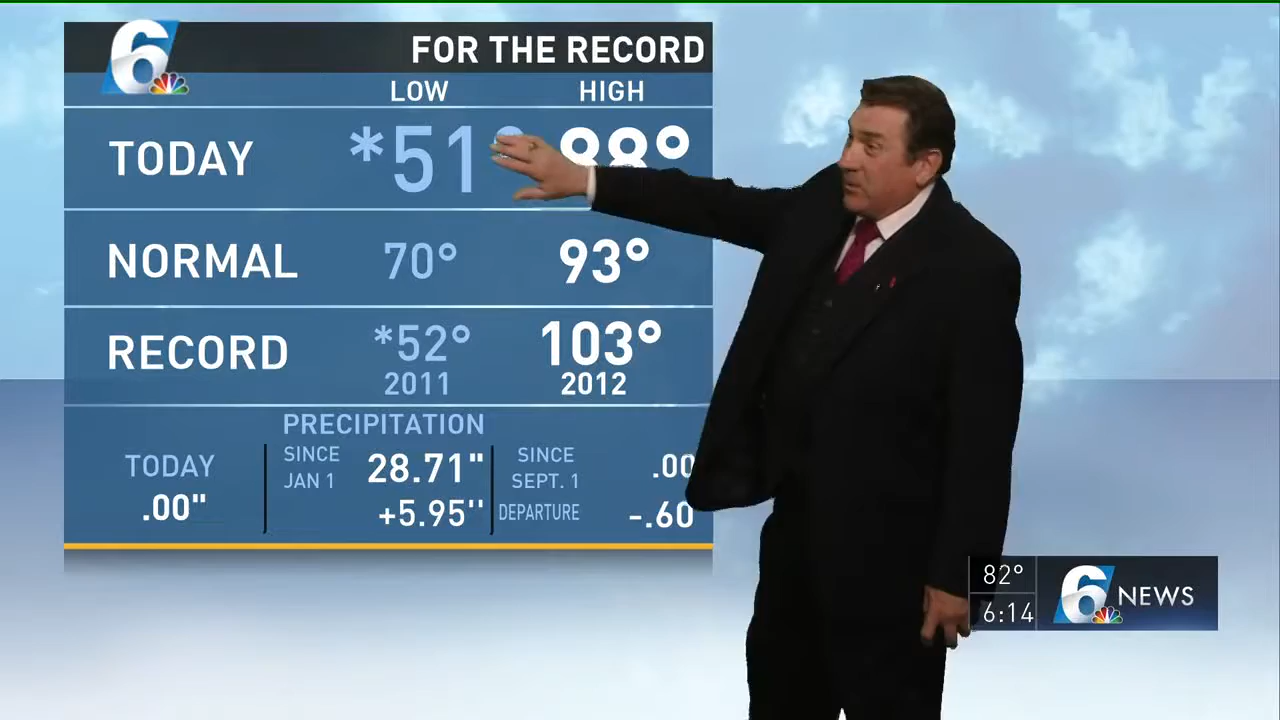 6
FOR THE RECORD
LOW HIGH
TODAY *51° 88°
NORMAL 70° 93°
RECORD *52° 103°
2011 2012
PRECIPITATION
TODAY
.00"
SINCE
JAN 1
28.71"
+5.95''
SINCE
SEPT. 1
.00
DEPARTURE
-.60
82°
6:14
6 NEWS